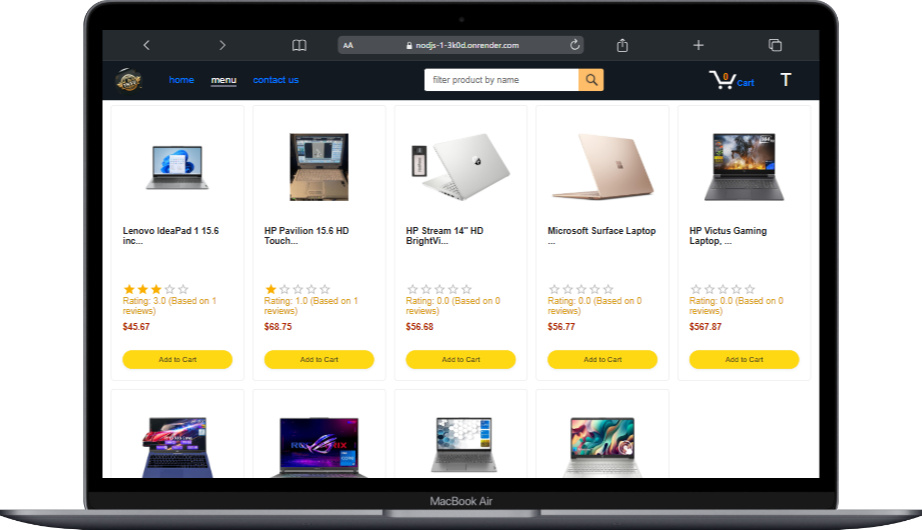 AA
nodjs-1-3k0d.onrender.com
home
menu
contact us
filter product by name
0
Cart
T
Lenovo IdeaPad 1 15.6
inc...
Rating: 3.0 (Based on 1
reviews)
$45.67
Add to Cart
HP Pavilion 15.6 HD
Touch...
Rating: 1.0 (Based on 1
reviews)
$68.75
Add to Cart
HP Stream 14" HD
BrightVi...
Rating: 0.0 (Based on 0
reviews)
$56.68
Add to Cart
Microsoft Surface Laptop
...
Rating: 0.0 (Based on 0
reviews)
$56.77
Add to Cart
HP Victus Gaming
Laptop, ...
Rating: 0.0 (Based on 0
reviews)
$567.87
Add to Cart
MacBook Air